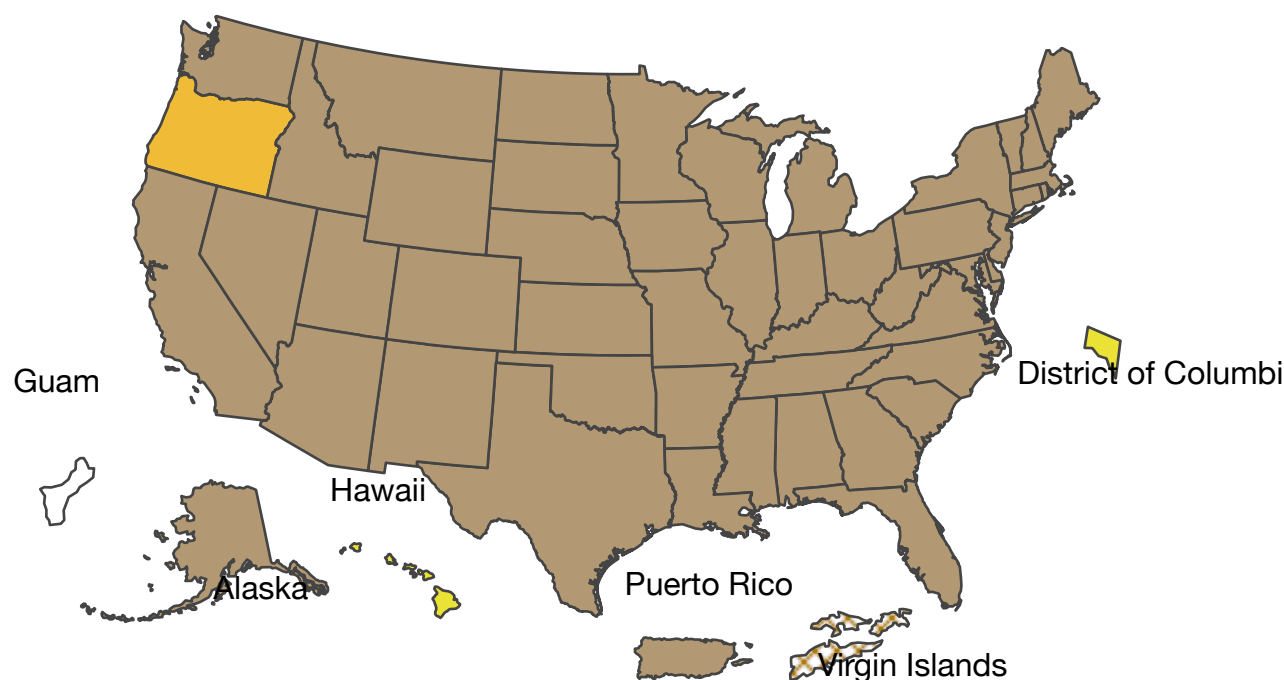 Guam
District of Columbi
Hawaii
Alaska
Puerto Rico
Virgin Islands